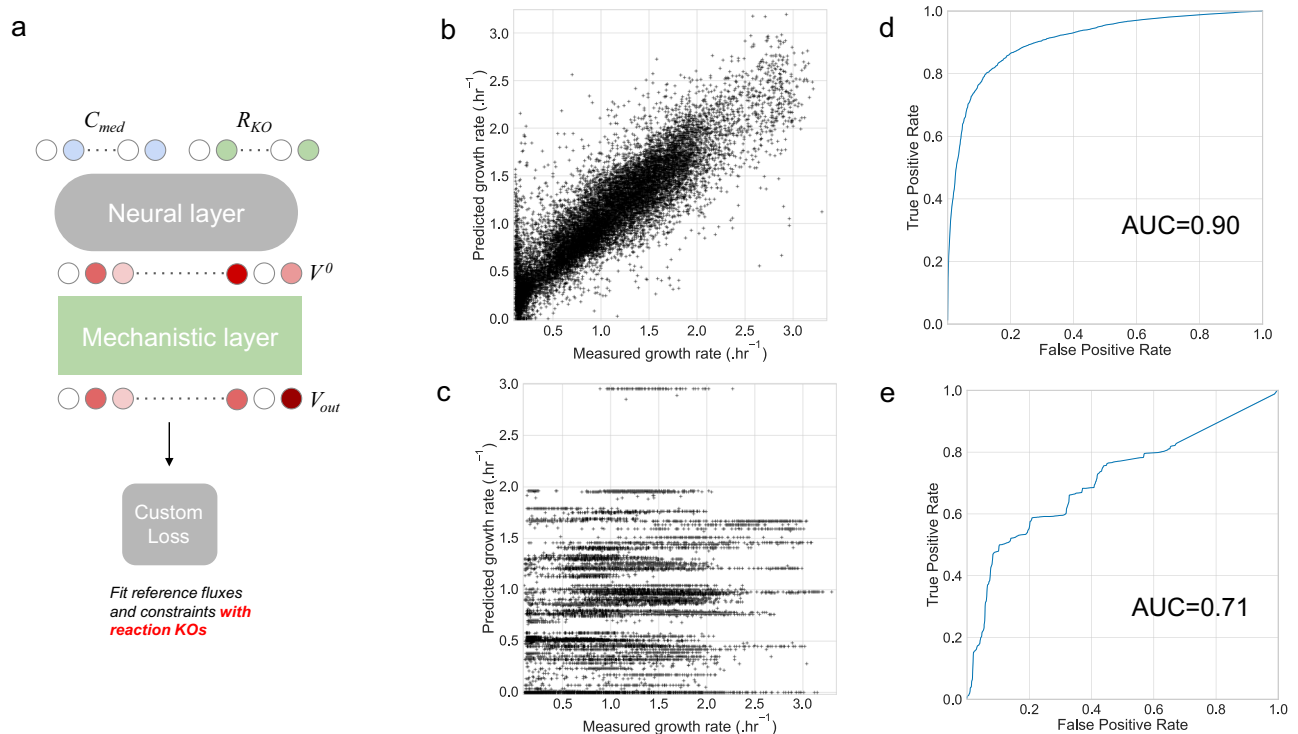 a
C_med
R_KO
Neural layer
V^0
Mechanistic layer
V_out
Custom
Loss
Fit reference fluxes
and constraints with
reaction KOs
b
Predicted growth rate (.hr⁻¹)
3.0
2.5
2.0
1.5
1.0
0.5
0.0
0.5 1.0 1.5 2.0 2.5 3.0
Measured growth rate (.hr⁻¹)
c
Predicted growth rate (.hr⁻¹)
3.0
2.5
2.0
1.5
1.0
0.5
0.0
0.5 1.0 1.5 2.0 2.5 3.0
Measured growth rate (.hr⁻¹)
d
True Positive Rate
1.0
0.8
0.6
0.4
0.2
0.0
AUC=0.90
0.2 0.4 0.6 0.8 1.0
False Positive Rate
e
True Positive Rate
1.0
0.8
0.6
0.4
0.2
0.0
AUC=0.71
0.2 0.4 0.6 0.8 1.0
False Positive Rate